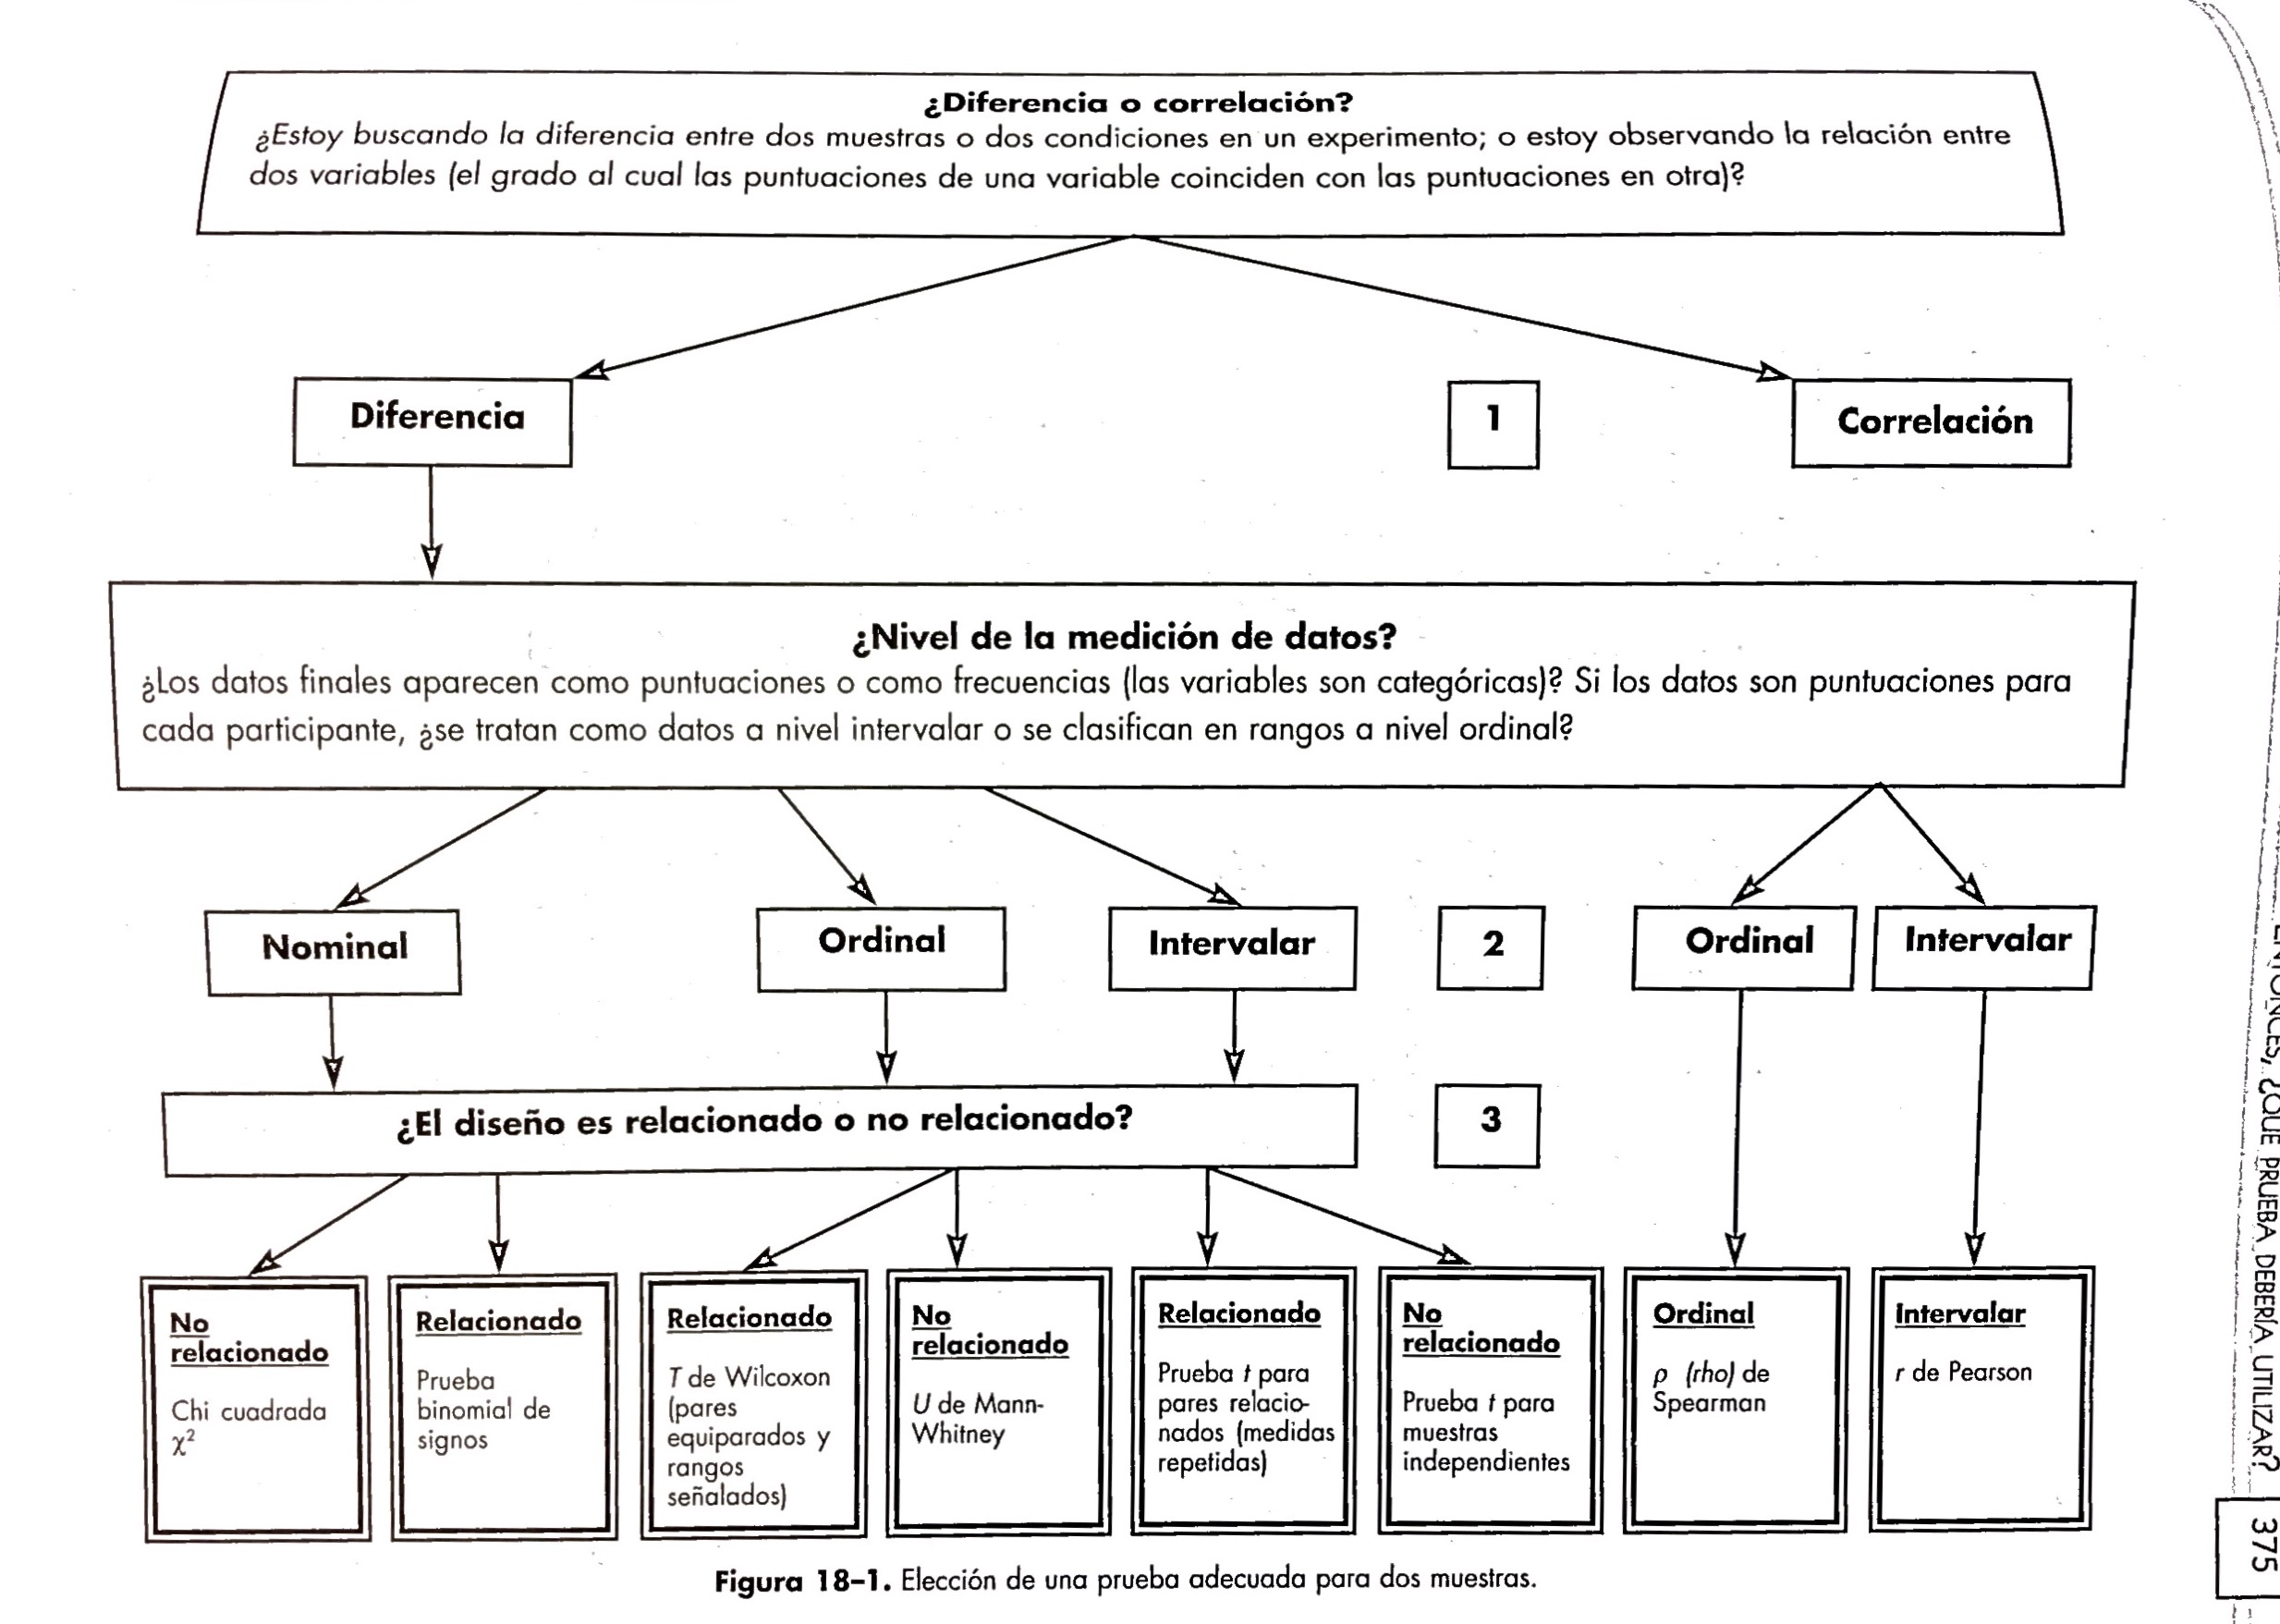 ¿Diferencia o correlación?
¿Estoy buscando la diferencia entre dos muestras o dos condiciones en un experimento; o estoy observando la relación entre
dos variables (el grado al cual las puntuaciones de una variable coinciden con las puntuaciones en otra)?
Diferencia
1
Correlación
¿Nivel de la medición de datos?
¿Los datos finales aparecen como puntuaciones o como frecuencias (las variables son categóricas)? Si los datos son puntuaciones para
cada participante, ¿se tratan como datos a nivel intervalar o se clasifican en rangos a nivel ordinal?
Nominal
Ordinal
Intervalar
2
Ordinal
Intervalar
¿El diseño es relacionado o no relacionado?
3
No
relacionado
Chi cuadrada
χ²
Relacionado
Prueba
binomial de
signos
Relacionado
T de Wilcoxon
(pares
equiparados y
rangos
señalados)
No
relacionado
U de Mann-
Whitney
Relacionado
Prueba t para
pares relacio-
nados (medidas
repetidas)
No
relacionado
Prueba t para
muestras
independientes
Ordinal
ρ (rho) de
Spearman
Intervalar
r de Pearson
Figura 18–1. Elección de una prueba adecuada para dos muestras.
ENTONCES, ¿QUÉ PRUEBA DEBERÍA UTILIZAR?
375